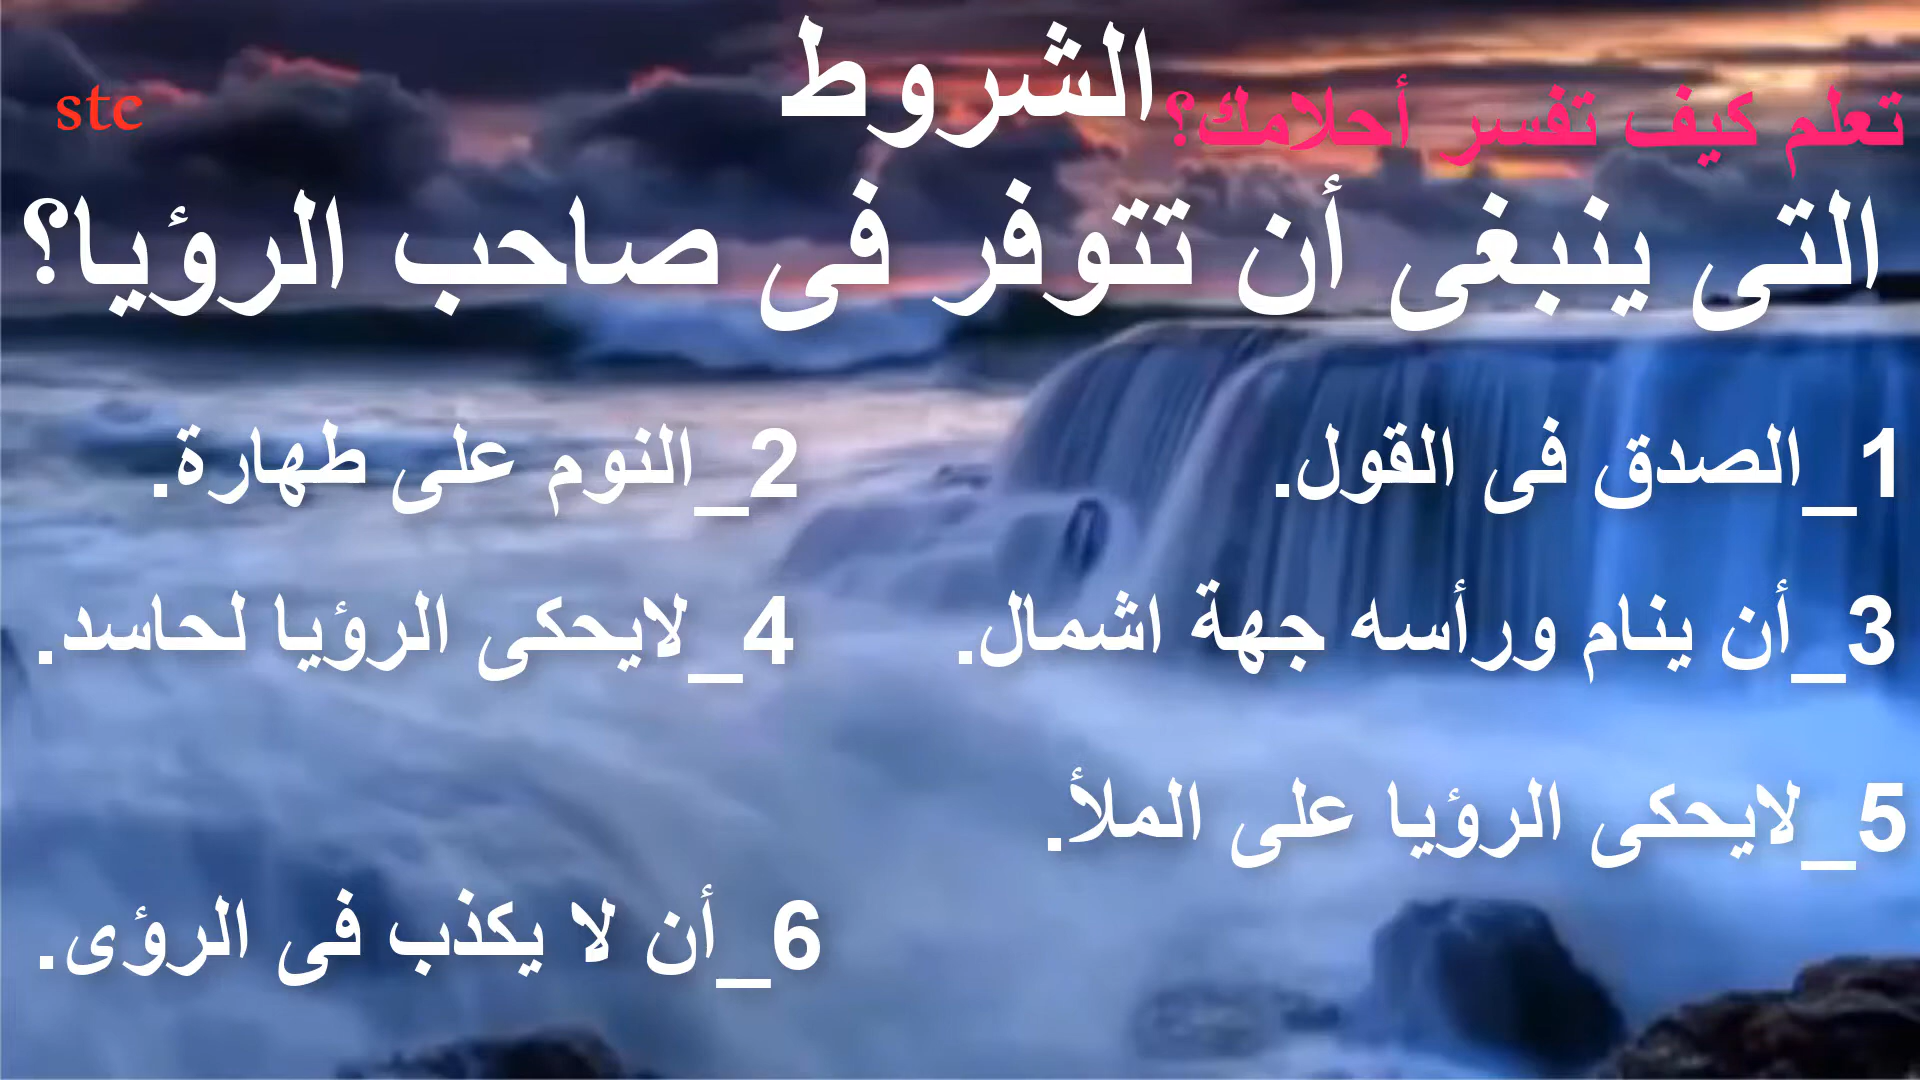 الشروط
تعلم كيف تفسر أحلامك؟
stc
التى ينبغى أن تتوفر فى صاحب الرؤيا؟
1_الصدق فى القول.
2_النوم على طهارة.
3_أن ينام ورأسه جهة اشمال.
4_لايحكى الرؤيا لحاسد.
5_لايحكى الرؤيا على الملأ.
6_أن لا يكذب فى الرؤى.